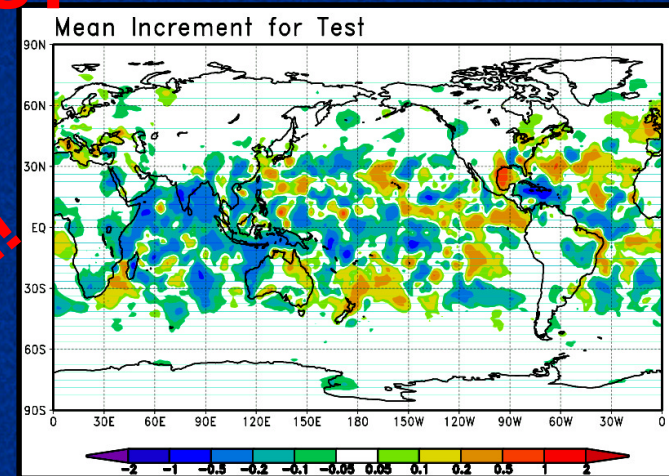 Mean Increment for Test
90N
60N
30N
EQ
30S
60S
90S
0 30E 60E 90E 120E 150E 180 150W 120W 90W 60W 30W 0
-2 -1 -0.5 -0.2 -0.1 -0.05 0.05 0.1 0.2 0.5 1 2